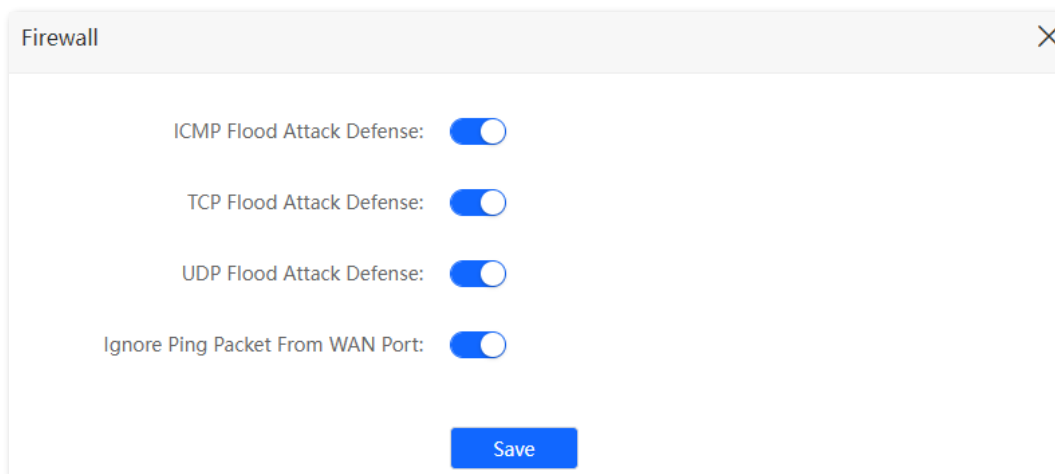 Firewall
ICMP Flood Attack Defense:
TCP Flood Attack Defense:
UDP Flood Attack Defense:
Ignore Ping Packet From WAN Port:
Save